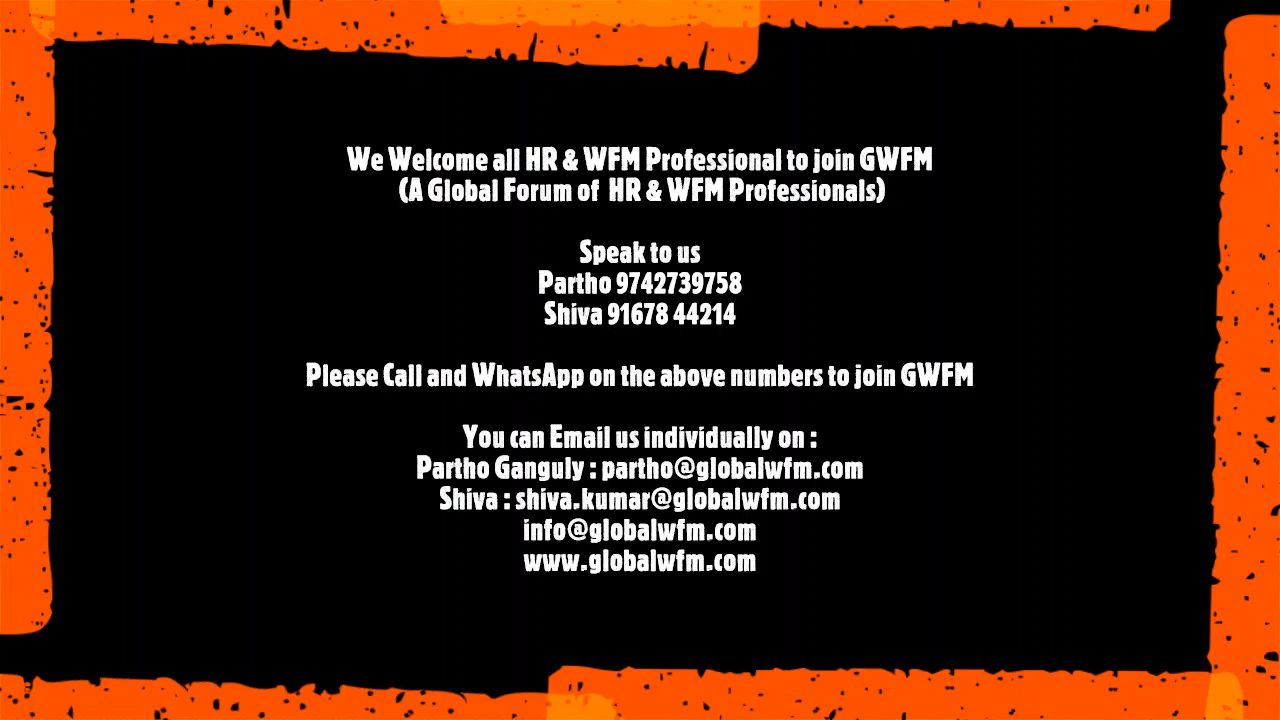 We Welcome all HR & WFM Professional to join GWFM
(A Global Forum of HR & WFM Professionals)
Speak to us
Partho 9742739758
Shiva 91678 44214
Please Call and WhatsApp on the above numbers to join GWFM
You can Email us individually on :
Partho Ganguly : partho@globalwfm.com
Shiva : shiva.kumar@globalwfm.com
info@globalwfm.com
www.globalwfm.com